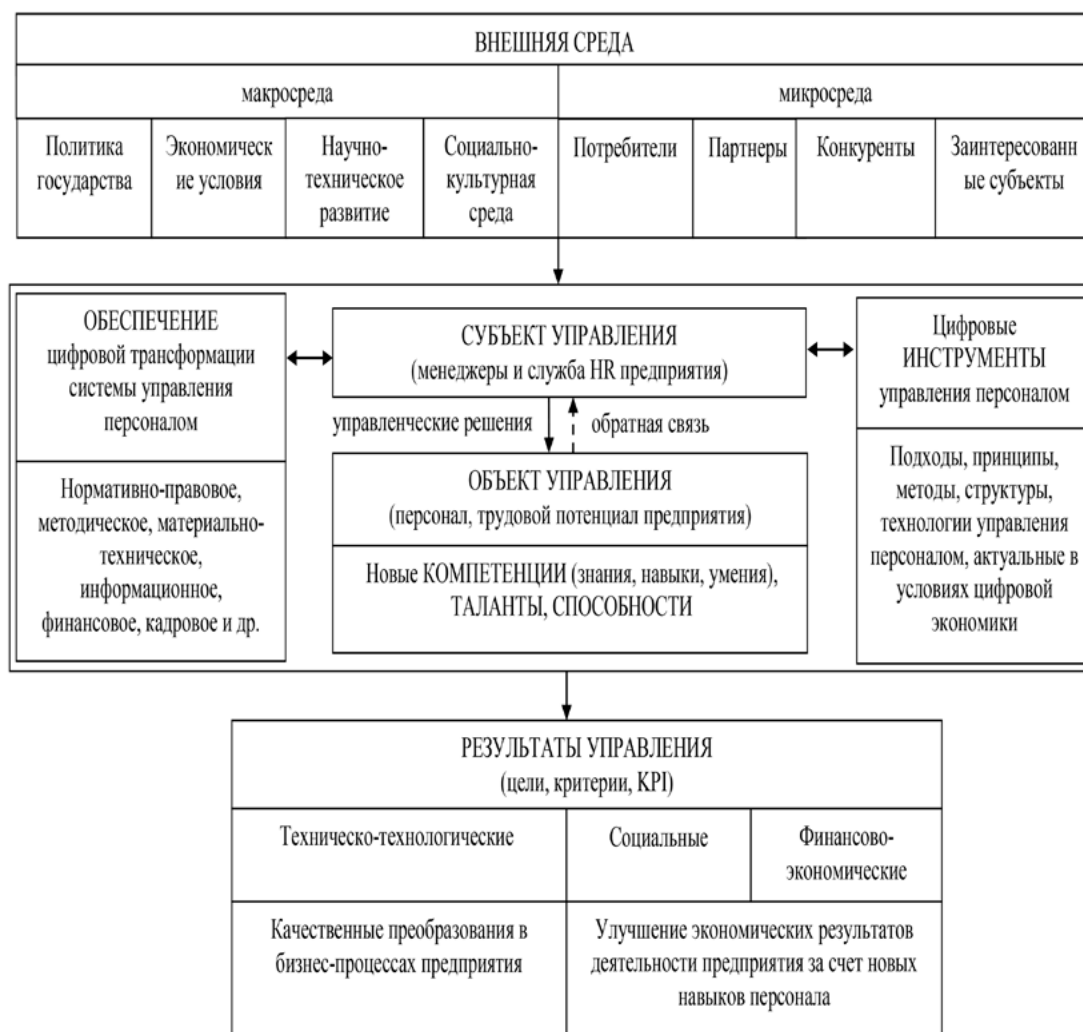 ВНЕШНЯЯ СРЕДА
макросреда
микросреда
Политика
государства
Экономическ
ие условия
Научно-
техническое
развитие
Социально-
культурная
среда
Потребители
Партнеры
Конкуренты
Заинтересованн
ые субъекты
ОБЕСПЕЧЕНИЕ
цифровой трансформации
системы управления
персоналом
Нормативно-правовое,
методическое, материально-
техническое,
информационное,
финансовое, кадровое и др.
СУБЪЕКТ УПРАВЛЕНИЯ
(менеджеры и служба HR предприятия)
управленческие решения
обратная связь
ОБЪЕКТ УПРАВЛЕНИЯ
(персонал, трудовой потенциал предприятия)
Новые КОМПЕТЕНЦИИ (знания, навыки, умения),
ТАЛАНТЫ, СПОСОБНОСТИ
Цифровые
ИНСТРУМЕНТЫ
управления персоналом
Подходы, принципы,
методы, структуры,
технологии управления
персоналом, актуальные в
условиях цифровой
экономики
РЕЗУЛЬТАТЫ УПРАВЛЕНИЯ
(цели, критерии, KPI)
Техническо-технологические
Социальные
Финансово-
экономические
Качественные преобразования в
бизнес-процессах предприятия
Улучшение экономических результатов
деятельности предприятия за счет новых
навыков персонала